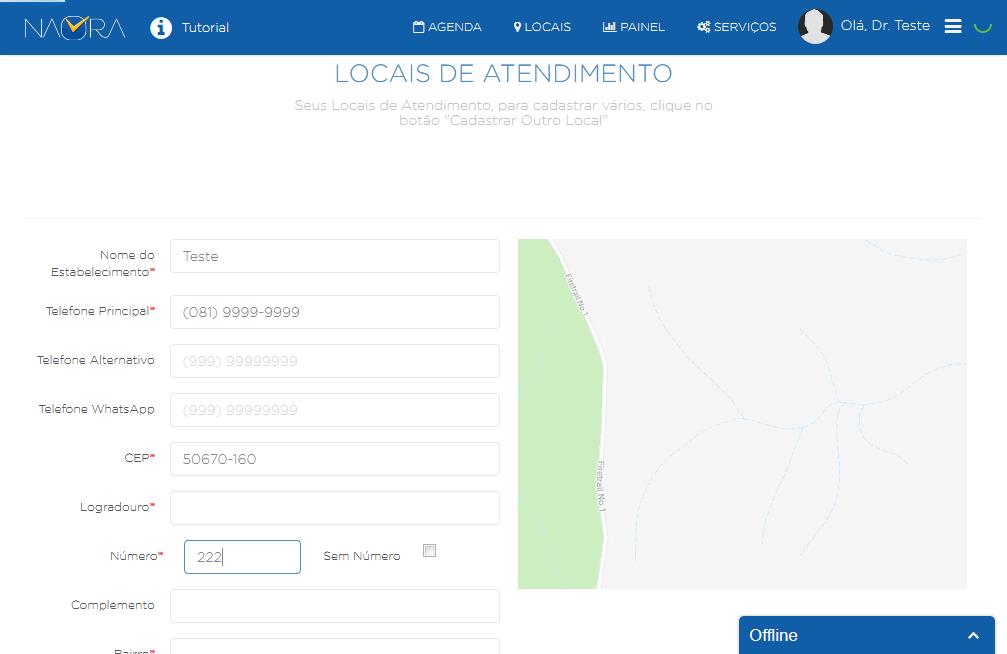 NAORA
Tutorial
AGENDA
LOCAIS
PAINEL
SERVIÇOS
Olá, Dr. Teste
LOCAIS DE ATENDIMENTO
Seus Locais de Atendimento, para cadastrar vários, clique no
botão "Cadastrar Outro Local"
Nome do
Estabelecimento*
Teste
Telefone Principal*
(081) 9999-9999
Telefone Alternativo
(999) 99999999
Telefone WhatsApp
(999) 99999999
CEP*
50670-160
Logradouro*
Número*
222
Sem Número
Complemento
Bairro*
Firetrail No.1
Firetrail No.1
Offline